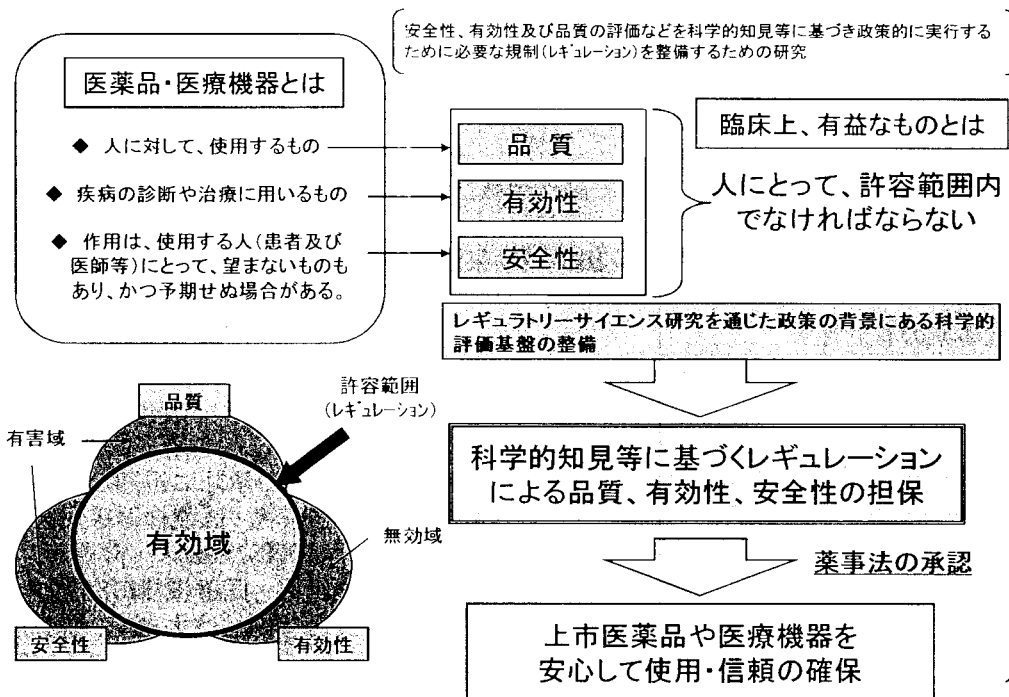 安全性、有効性及び品質の評価などを科学的知見等に基づき政策的に実行する
ために必要な規制(レギュレーション)を整備するための研究
医薬品・医療機器とは
◆ 人に対して、使用するもの
◆ 疾病の診断や治療に用いるもの
◆ 作用は、使用する人(患者及び
医師等)にとって、望まないものも
あり、かつ予期せぬ場合がある。
品 質
有効性
安全性
臨床上、有益なものとは
人にとって、許容範囲内
でなければならない
レギュラトリーサイエンス研究を通じた政策の背景にある科学的
評価基盤の整備
科学的知見等に基づくレギュレーション
による品質、有効性、安全性の担保
薬事法の承認
上市医薬品や医療機器を
安心して使用・信頼の確保
許容範囲
(レギュレーション)
品質
有害域
有効域
無効域
安全性
有効性